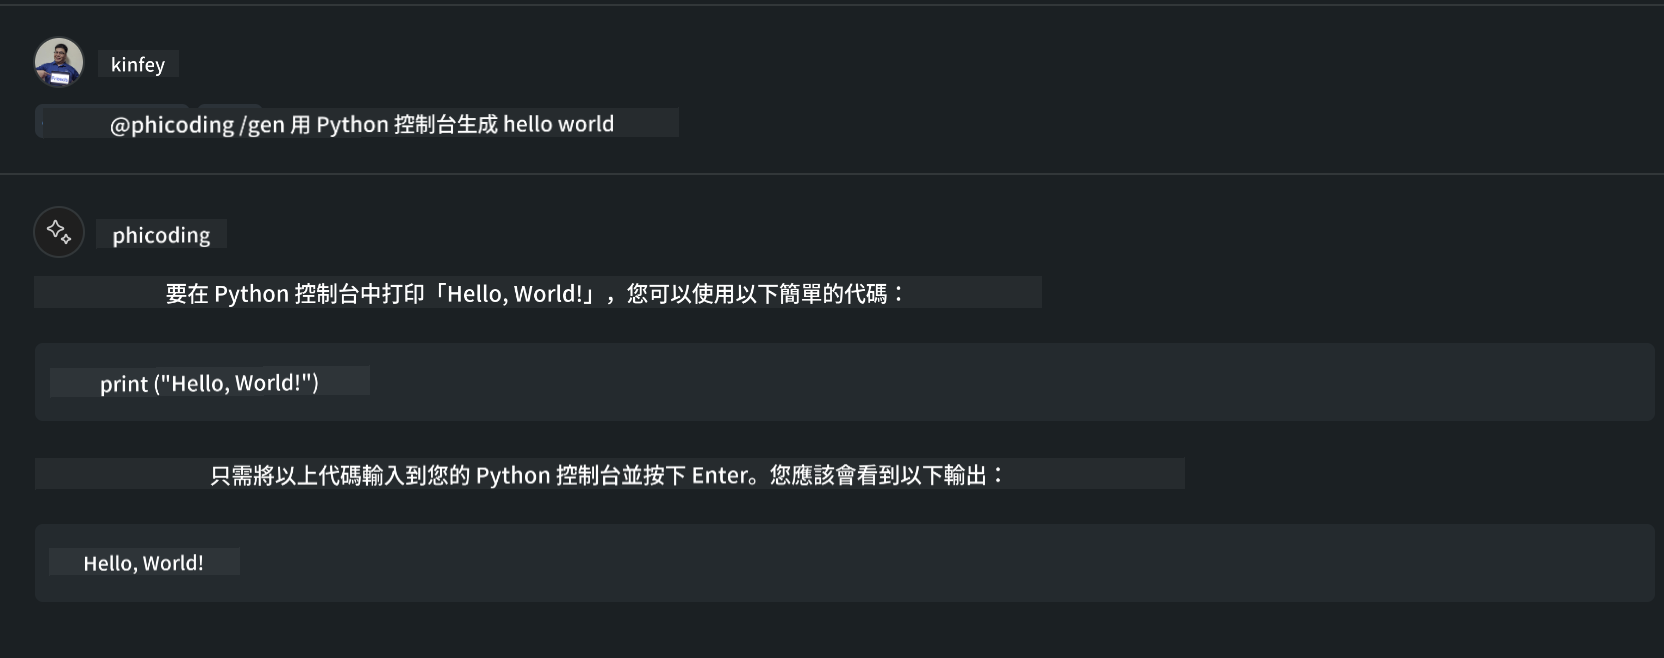 kinfey
@phicoding /gen 用 Python 控制台生成 hello world
phicoding
要在 Python 控制台中打印「Hello, World!」，您可以使用以下簡單的代碼：
print ("Hello, World!")
只需將以上代碼輸入到您的 Python 控制台並按下 Enter。您應該會看到以下輸出：
Hello, World!